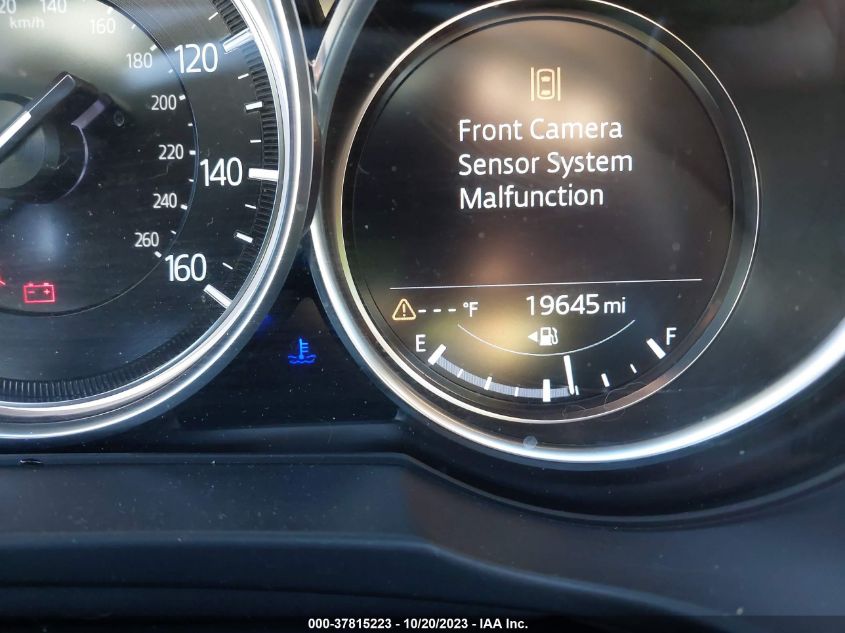 120 140 160
km/h
180
120
200
220
140
240
260
160
Front Camera
Sensor System
Malfunction
--- °F 19645 mi
E F
000-37815223 - 10/20/2023 - IAA Inc.